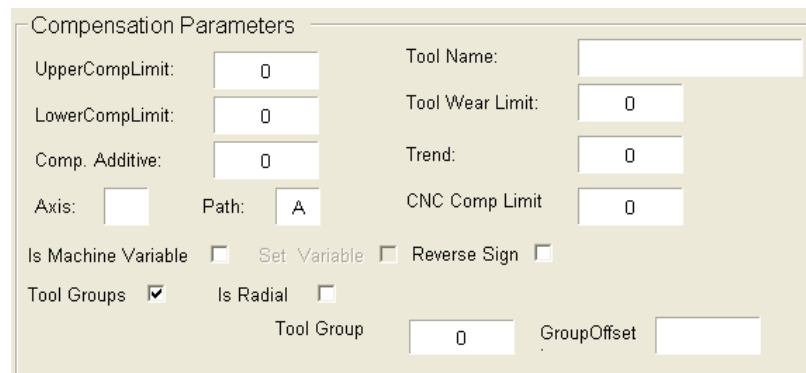 Compensation Parameters
UpperCompLimit: 0
Tool Name:
LowerCompLimit: 0
Tool Wear Limit: 0
Comp. Additive: 0
Trend: 0
Axis: Path: A
CNC Comp Limit 0
Is Machine Variable Set Variable Reverse Sign
Tool Groups Is Radial
Tool Group 0 GroupOffset